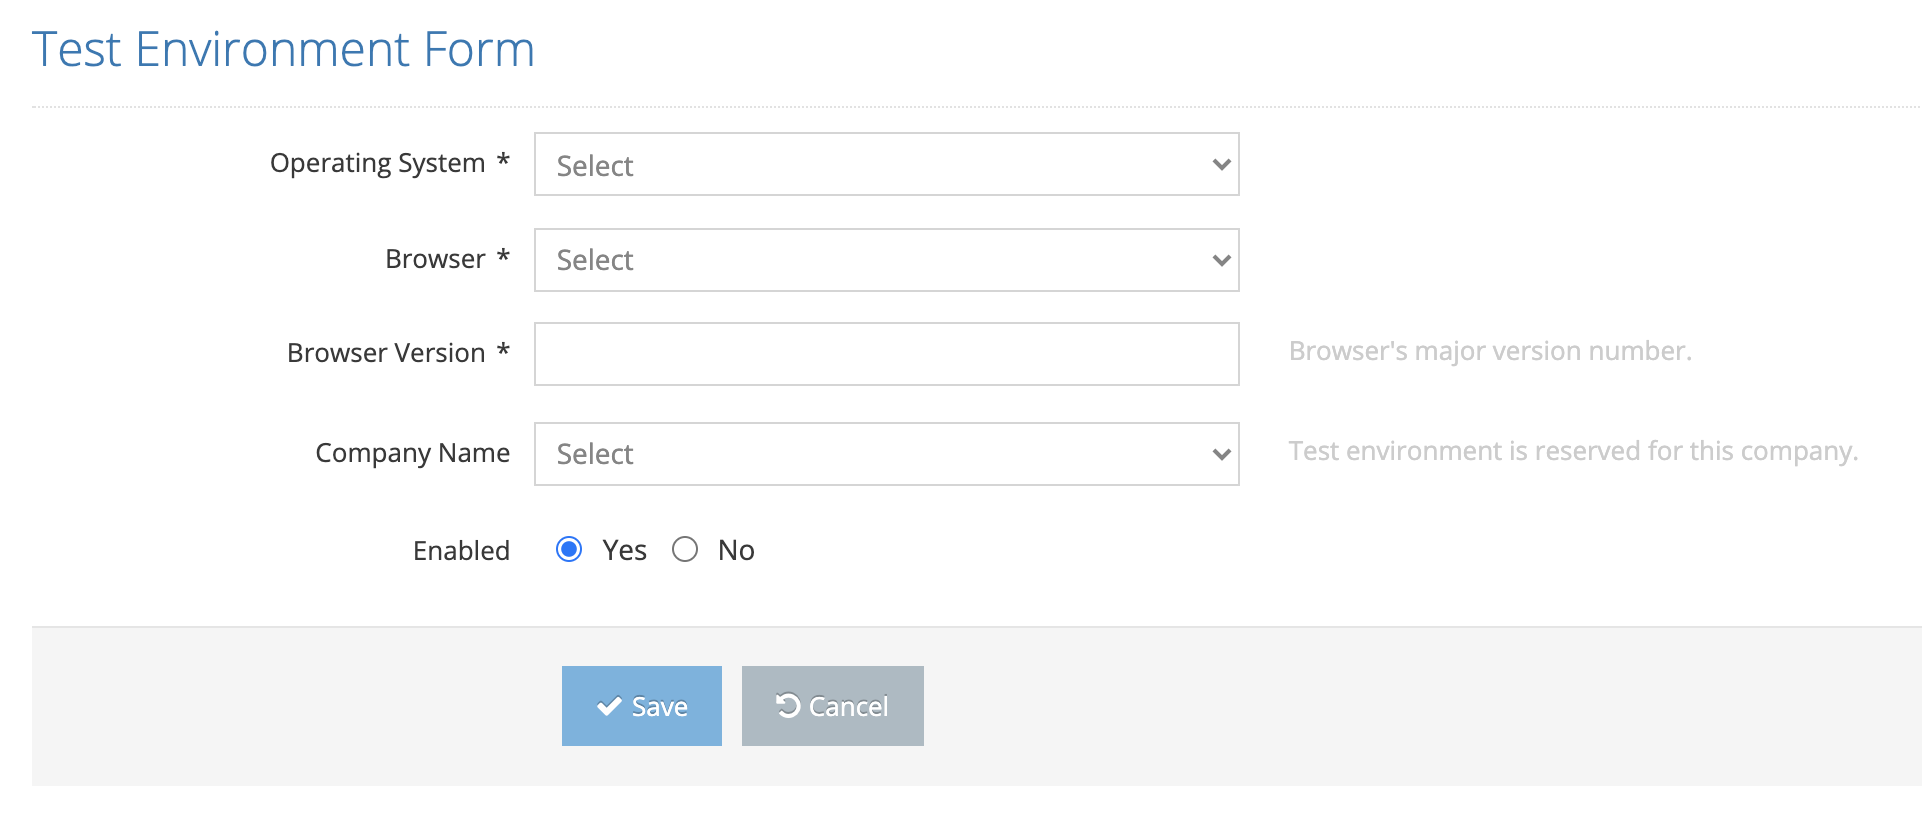 Test Environment Form
Operating System * Select
Browser * Select
Browser Version * Browser's major version number.
Company Name Select Test environment is reserved for this company.
Enabled Yes No
Save Cancel